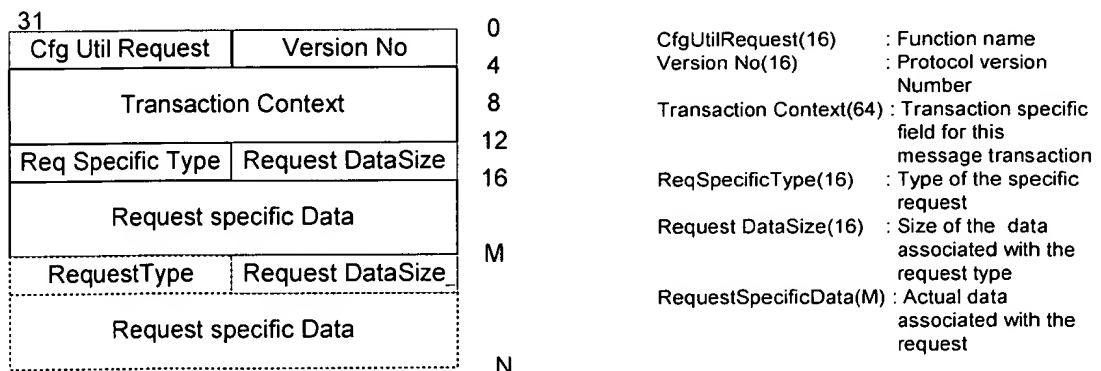 31
0
Cfg Util Request Version No
4
Transaction Context
8
12
Req Specific Type Request DataSize
16
Request specific Data
M
RequestType Request DataSize_
Request specific Data
N
CfgUtilRequest(16) : Function name
Version No(16) : Protocol version
Number
Transaction Context(64) : Transaction specific
field for this
message transaction
ReqSpecificType(16) : Type of the specific
request
Request DataSize(16) : Size of the data
associated with the
request type
RequestSpecificData(M) : Actual data
associated with the
request